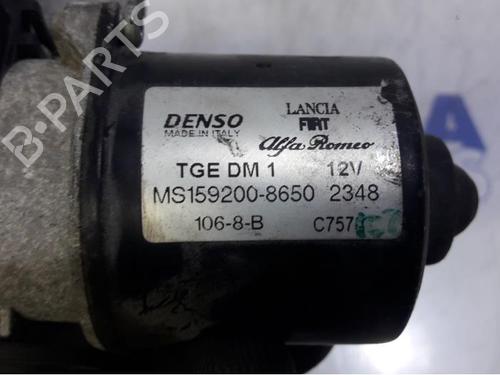 B-PARTS
DENSO
MADE IN ITALY
LANCIA
FIAT
Alfa Romeo
TGE DM 1 12V
MS159200-8650 2348
106-8-B C757